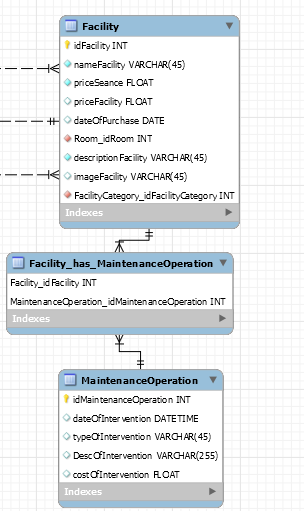 Facility
idFacility INT
nameFacility VARCHAR(45)
priceSeance FLOAT
priceFacility FLOAT
dateOfPurchase DATE
Room_idRoom INT
descriptionFacility VARCHAR(45)
imageFacility VARCHAR(45)
FacilityCategory_idFacilityCategory INT
Indexes
Facility_has_MaintenanceOperation
Facility_idFacility INT
MaintenanceOperation_idMaintenanceOperation INT
Indexes
MaintenanceOperation
idMaintenanceOperation INT
dateOfIntervention DATETIME
typeOfIntervention VARCHAR(45)
DescOfIntervention VARCHAR(255)
costOfIntervention FLOAT
Indexes